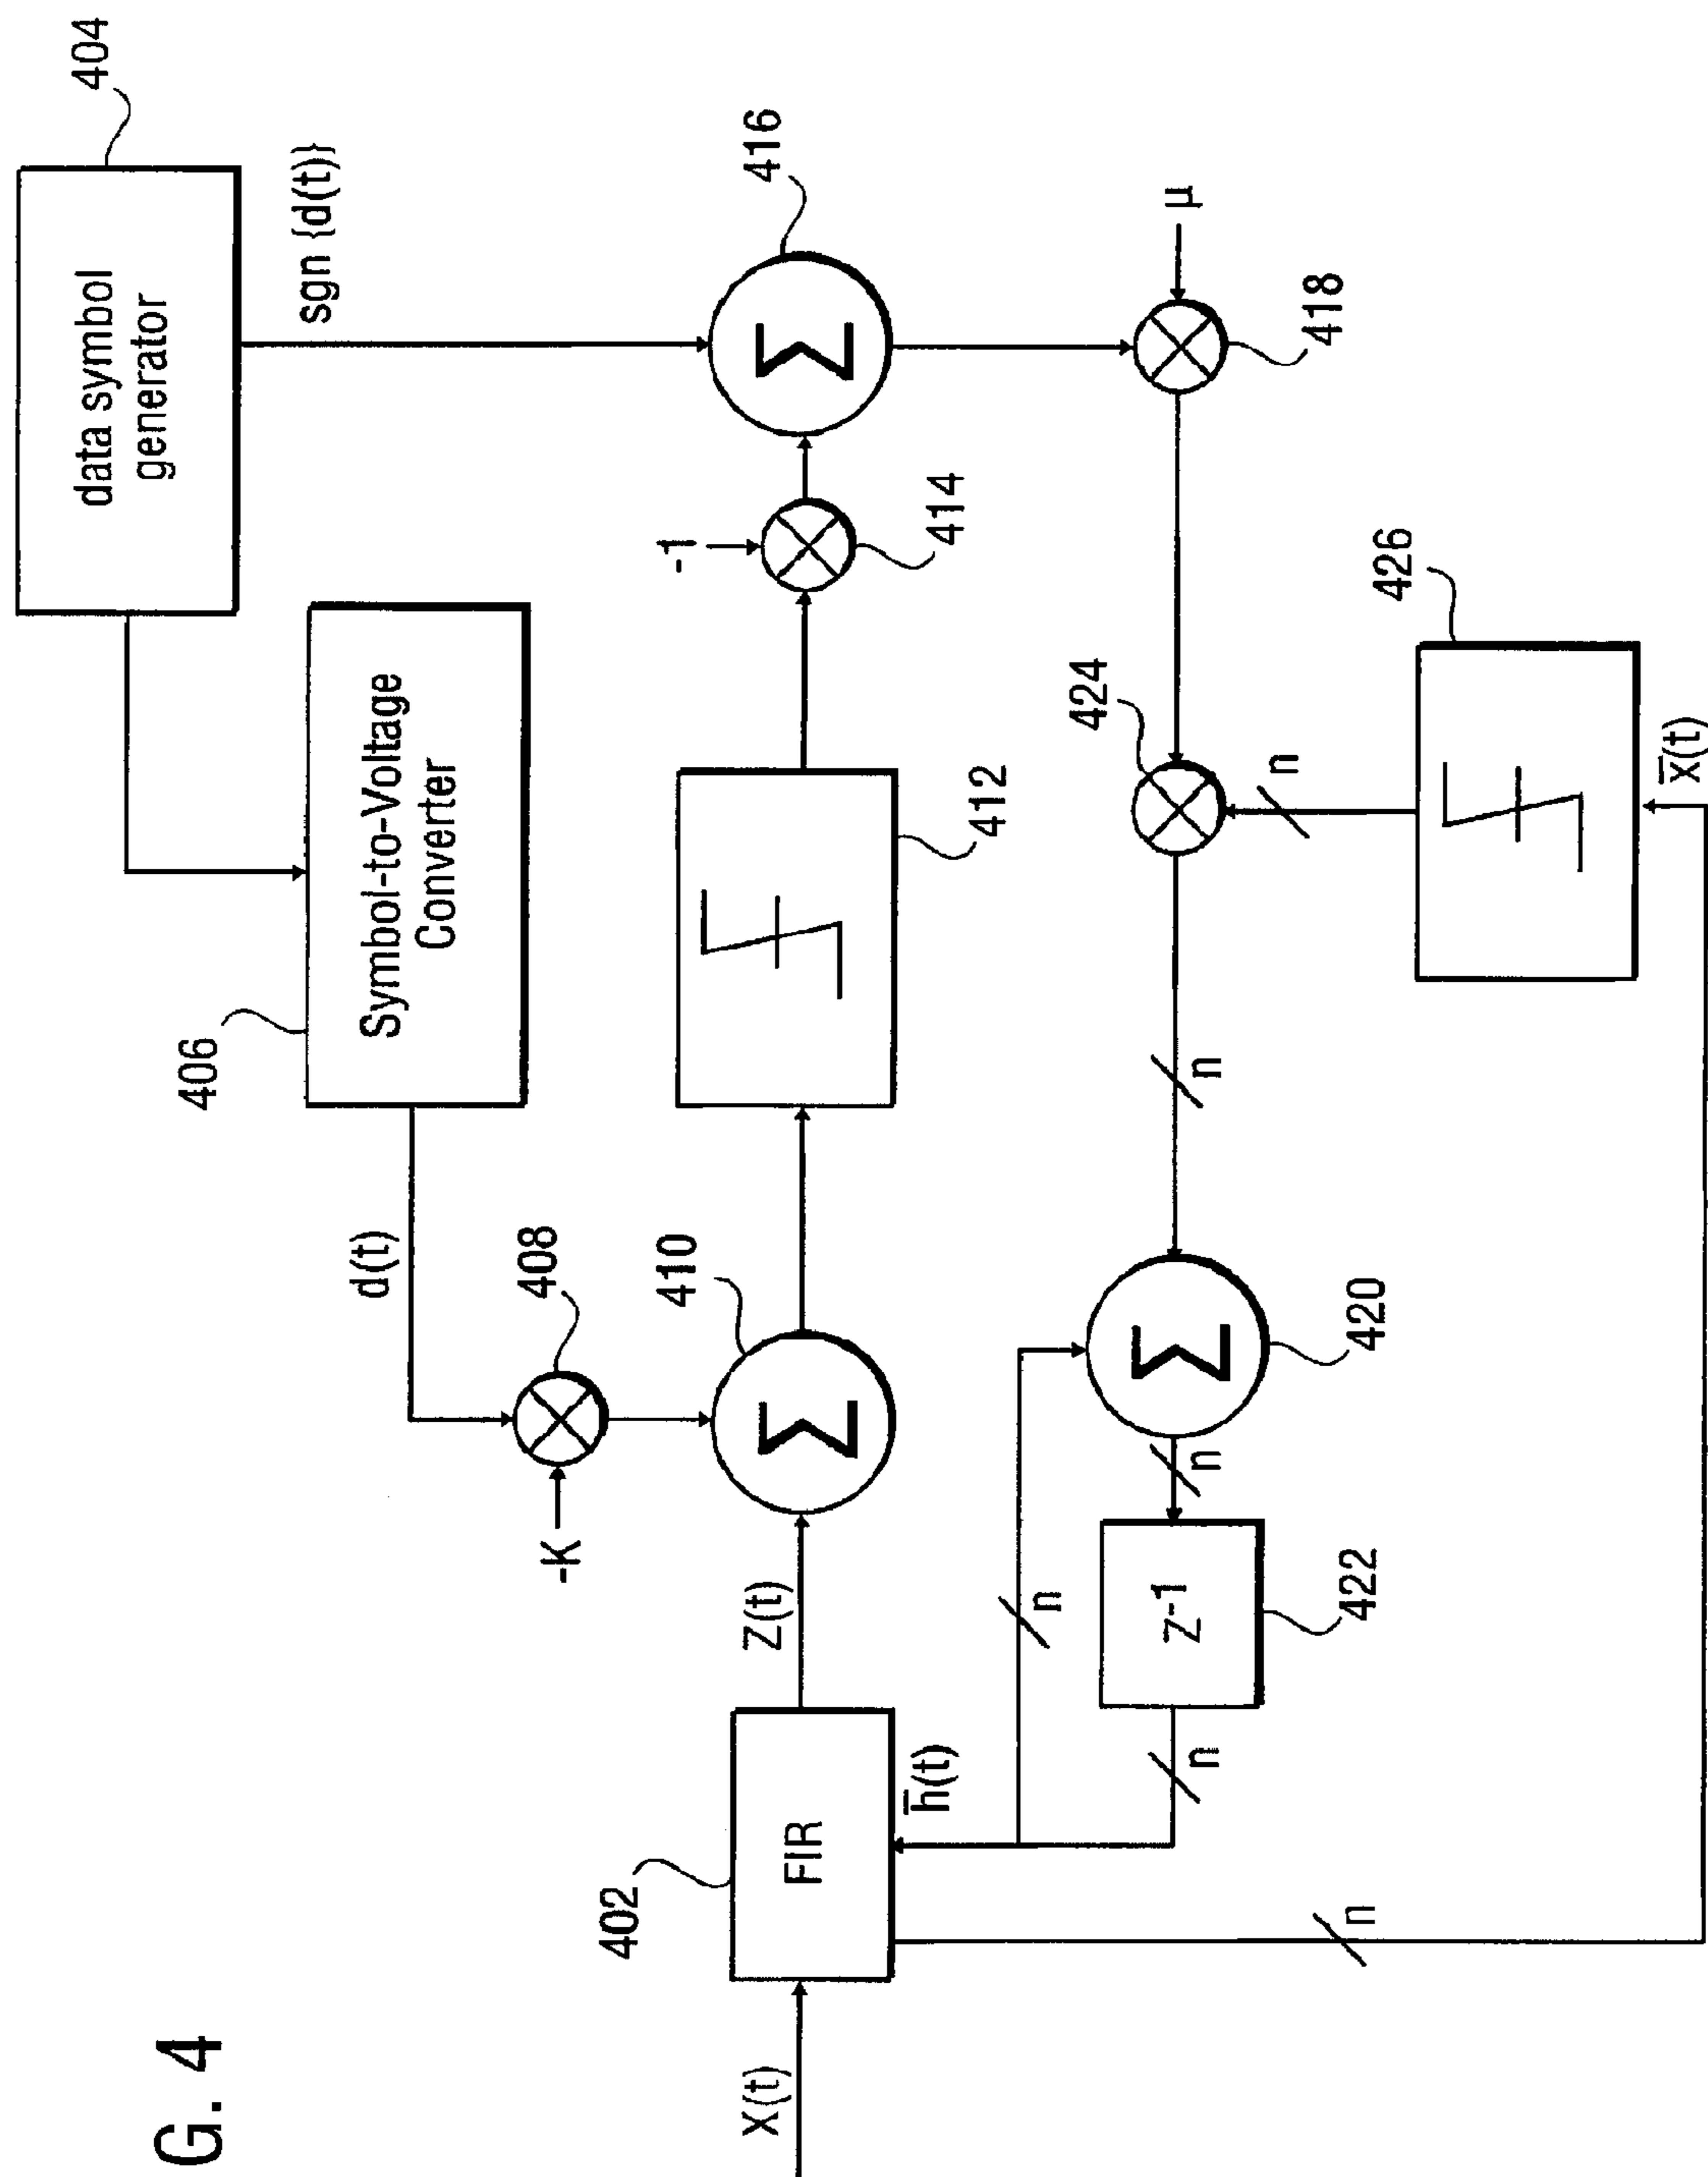 G. 4
X(t)
402
FIR
Z(t)
h̅(t)
n
-K
408
d(t)
410
406
Symbol-to-Voltage
Converter
404
data symbol
generator
sgn {d(t)}
412
-1
414
416
μ
418
424
n
426
x̅(t)
n
420
n
Z-1
422
n
n